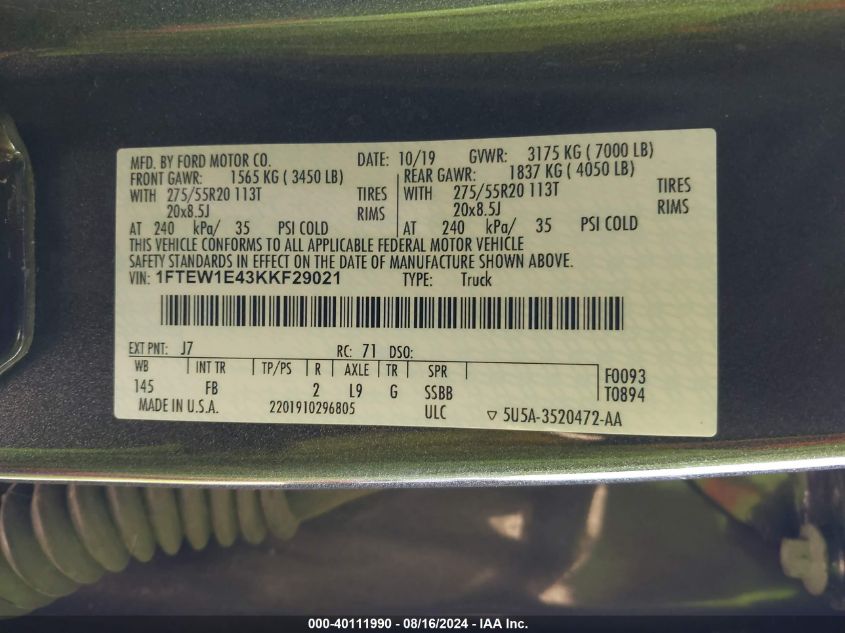 MFD. BY FORD MOTOR CO. DATE: 10/19 GVWR: 3175 KG ( 7000 LB)
FRONT GAWR: 1565 KG ( 3450 LB) REAR GAWR: 1837 KG ( 4050 LB)
WITH 275/55R20 113T TIRES WITH 275/55R20 113T TIRES
20x8.5J RIMS 20x8.5J RIMS
AT 240 kPa/ 35 PSI COLD AT 240 kPa/ 35 PSI COLD
THIS VEHICLE CONFORMS TO ALL APPLICABLE FEDERAL MOTOR VEHICLE
SAFETY STANDARDS IN EFFECT ON THE DATE OF MANUFACTURE SHOWN ABOVE.
VIN: 1FTEW1E43KKF29021 TYPE: Truck
EXT PNT: J7 RC: 71 DSO:
WB INT TR TP/PS R AXLE TR SPR F0093
145 FB 2 L9 G SSBB T0894
MADE IN U.S.A. 2201910296805 ULC ▽ 5U5A-3520472-AA
000-40111990 - 08/16/2024 - IAA Inc.